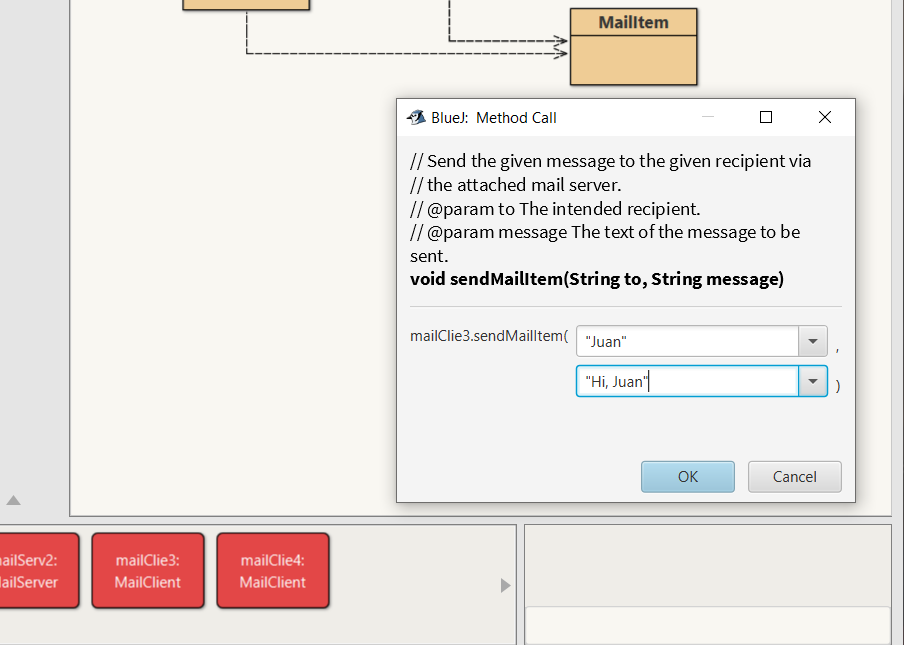 MailItem
BlueJ: Method Call
// Send the given message to the given recipient via
// the attached mail server.
// @param to The intended recipient.
// @param message The text of the message to be
sent.
void sendMailItem(String to, String message)
mailClie3.sendMailItem( "Juan" ,
"Hi, Juan" )
OK Cancel
ailServ2: mailClie3: mailClie4:
ailServer MailClient MailClient